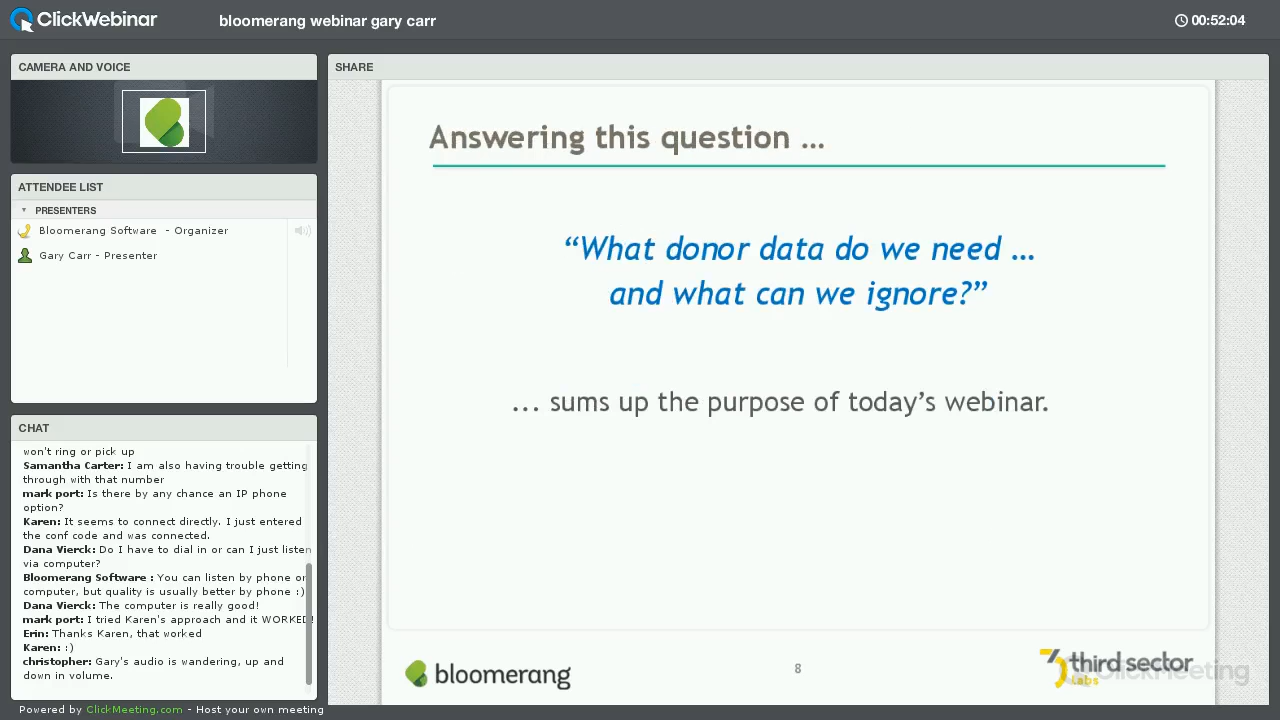 ClickWebinar
bloomerang webinar gary carr
00:52:04
CAMERA AND VOICE
ATTENDEE LIST
PRESENTERS
Bloomerang Software - Organizer
Gary Carr - Presenter
CHAT
won't ring or pick up
Samantha Carter: I am also having trouble getting
through with that number
mark port: Is there by any chance an IP phone
option?
Karen: It seems to connect directly. I just entered
the conf code and was connected.
Dana Vierck: Do I have to dial in or can I just listen
via computer?
Bloomerang Software : You can listen by phone or
computer, but quality is usually better by phone :)
Dana Vierck: The computer is really good!
mark port: I tried Karen's approach and it WORKED!
Erin: Thanks Karen, that worked
Karen: :)
christopher: Gary's audio is wandering, up and
down in volume.
Powered by ClickMeeting.com - Host your own meeting
SHARE
Answering this question ...
“What donor data do we need ...
and what can we ignore?”
... sums up the purpose of today’s webinar.
bloomerang
8
third sector
Labs
ClickMeeting